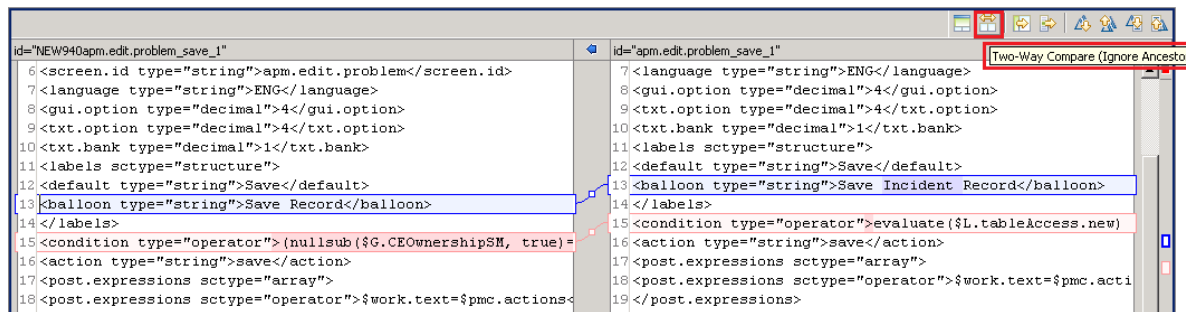 id="NEW940apm.edit.problem_save_1"
id="apm.edit.problem_save_1"
Two-Way Compare (Ignore Ancesto
6 <screen.id type="string">apm.edit.problem</screen.id>
7 <language type="string">ENG</language>
8 <gui.option type="decimal">4</gui.option>
9 <txt.option type="decimal">4</txt.option>
10 <txt.bank type="decimal">1</txt.bank>
11 <labels sctype="structure">
12 <default type="string">Save</default>
13 <balloon type="string">Save Record</balloon>
14 </labels>
15 <condition type="operator">(nullsub($G.CEOwnershipSM, true)=
16 <action type="string">save</action>
17 <post.expressions sctype="array">
18 <post.expressions sctype="operator">$work.text=$pmc.actions<
7 <language type="string">ENG</language>
8 <gui.option type="decimal">4</gui.option>
9 <txt.option type="decimal">4</txt.option>
10 <txt.bank type="decimal">1</txt.bank>
11 <labels sctype="structure">
12 <default type="string">Save</default>
13 <balloon type="string">Save Incident Record</balloon>
14 </labels>
15 <condition type="operator">evaluate($L.tableAccess.new)
16 <action type="string">save</action>
17 <post.expressions sctype="array">
18 <post.expressions sctype="operator">$work.text=$pmc.acti
19 </post.expressions>